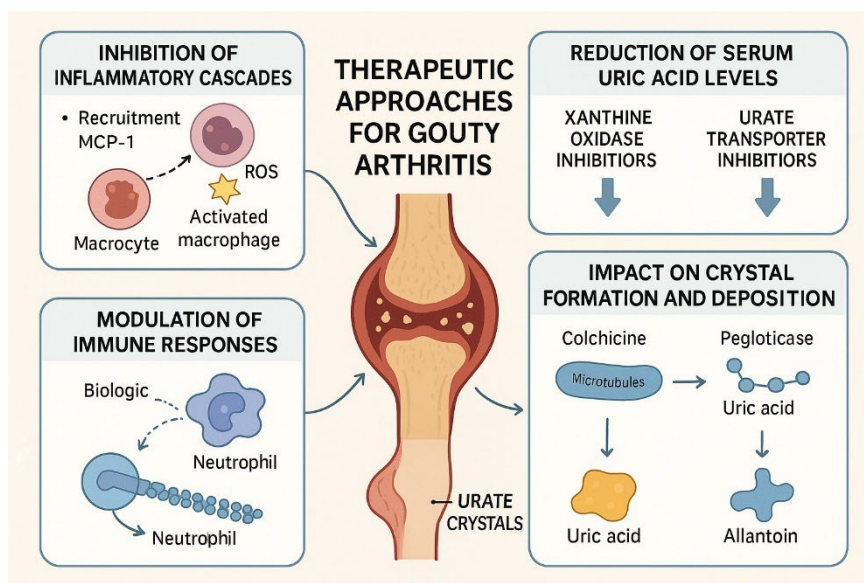 THERAPEUTIC
APPROACHES
FOR GOUTY
ARTHRITIS
INHIBITION OF
INFLAMMATORY CASCADES
• Recruitment
MCP-1
ROS
Macrocyte
Activated
macrophage
MODULATION OF
IMMUNE RESPONSES
Biologic
Neutrophil
Neutrophil
URATE
CRYSTALS
REDUCTION OF SERUM
URIC ACID LEVELS
XANTHINE
OXIDASE
INHIBITIORS
URATE
TRANSPORTER
INHIBITIORS
IMPACT ON CRYSTAL
FORMATION AND DEPOSITION
Colchicine
Microtubules
Uric acid
Pegloticase
Uric acid
Allantoin